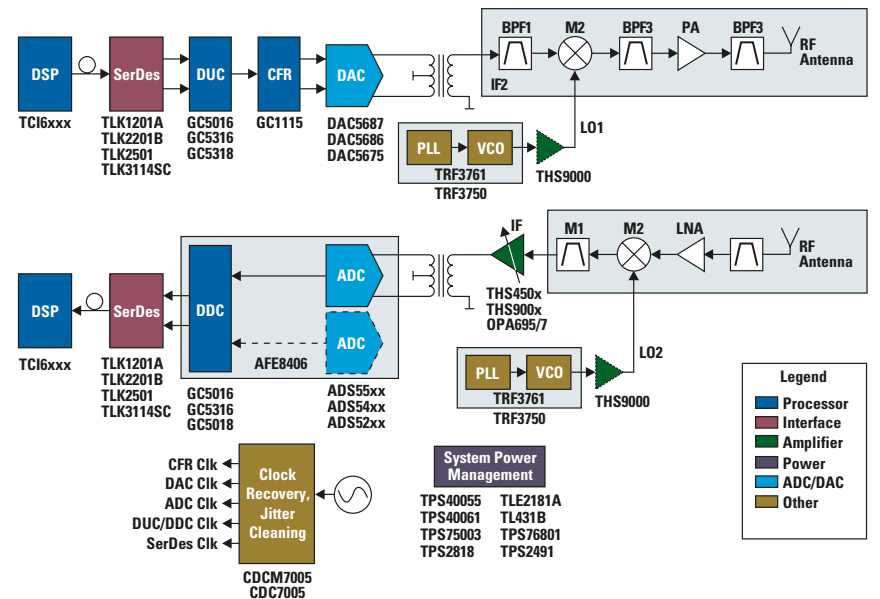 BPF1
M2
BPF3
PA
BPF3
RF
Antenna
IF2
DSP
SerDes
DUC
CFR
DAC
TCI6xxx
TLK1201A
TLK2201B
TLK2501
TLK3114SC
GC5016
GC5316
GC5318
GC1115
DAC5687
DAC5686
DAC5675
LO1
PLL
VCO
TRF3761
TRF3750
THS9000
IF
M1
M2
LNA
RF
Antenna
DSP
SerDes
DDC
ADC
ADC
AFE8406
TCI6xxx
TLK1201A
TLK2201B
TLK2501
TLK3114SC
GC5016
GC5316
GC5018
ADS55xx
ADS54xx
ADS52xx
THS450x
THS900x
OPA695/7
LO2
PLL
VCO
TRF3761
TRF3750
THS9000
CFR Clk
DAC Clk
ADC Clk
DUC/DDC Clk
SerDes Clk
Clock
Recovery,
Jitter
Cleaning
CDCM7005
CDC7005
System Power
Management
TPS40055
TPS40061
TPS75003
TPS2818
TLE2181A
TL431B
TPS76801
TPS2491
Legend
Processor
Interface
Amplifier
Power
ADC/DAC
Other